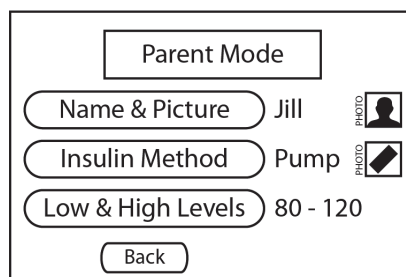 Parent Mode
Name & Picture Jill PHOTO
Insulin Method Pump PHOTO
Low & High Levels 80 - 120
Back